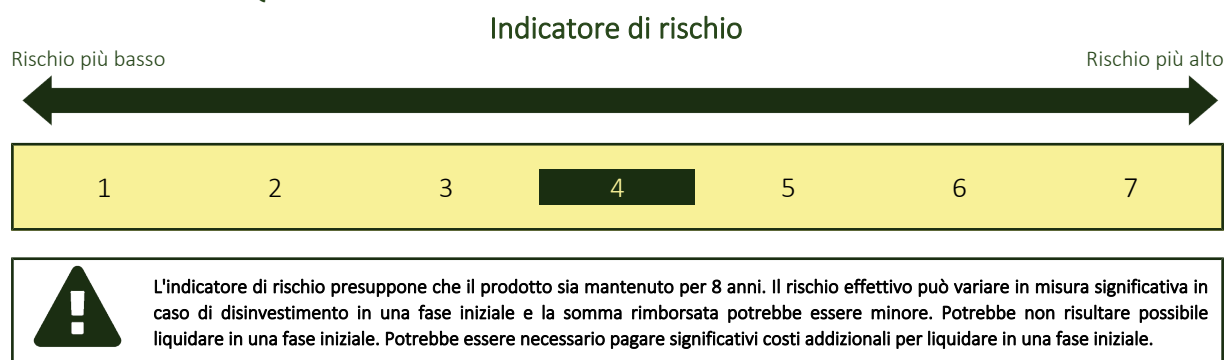 Indicatore di rischio
Rischio più basso Rischio più alto
1 2 3 4 5 6 7
L'indicatore di rischio presuppone che il prodotto sia mantenuto per 8 anni. Il rischio effettivo può variare in misura significativa in
caso di disinvestimento in una fase iniziale e la somma rimborsata potrebbe essere minore. Potrebbe non risultare possibile
liquidare in una fase iniziale. Potrebbe essere necessario pagare significativi costi addizionali per liquidare in una fase iniziale.